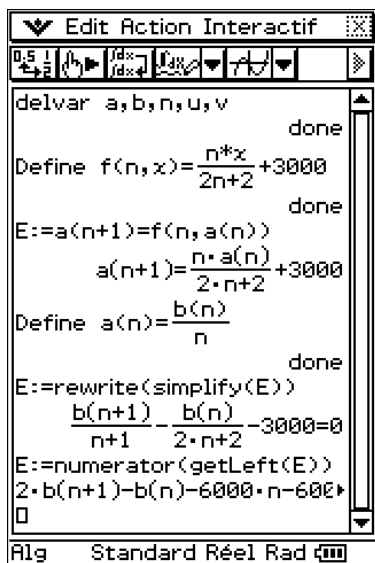 Edit Action Interactif
delvar a,b,n,u,v
done
Define f(n,x)=n*x/2n+2+3000
done
E:=a(n+1)=f(n,a(n))
a(n+1)=n·a(n)/2·n+2+3000
Define a(n)=b(n)/n
done
E:=rewrite(simplify(E))
b(n+1)/n+1-b(n)/2·n+2-3000=0
E:=numerator(getLeft(E))
2·b(n+1)-b(n)-6000·n-600
Alg Standard Réel Rad